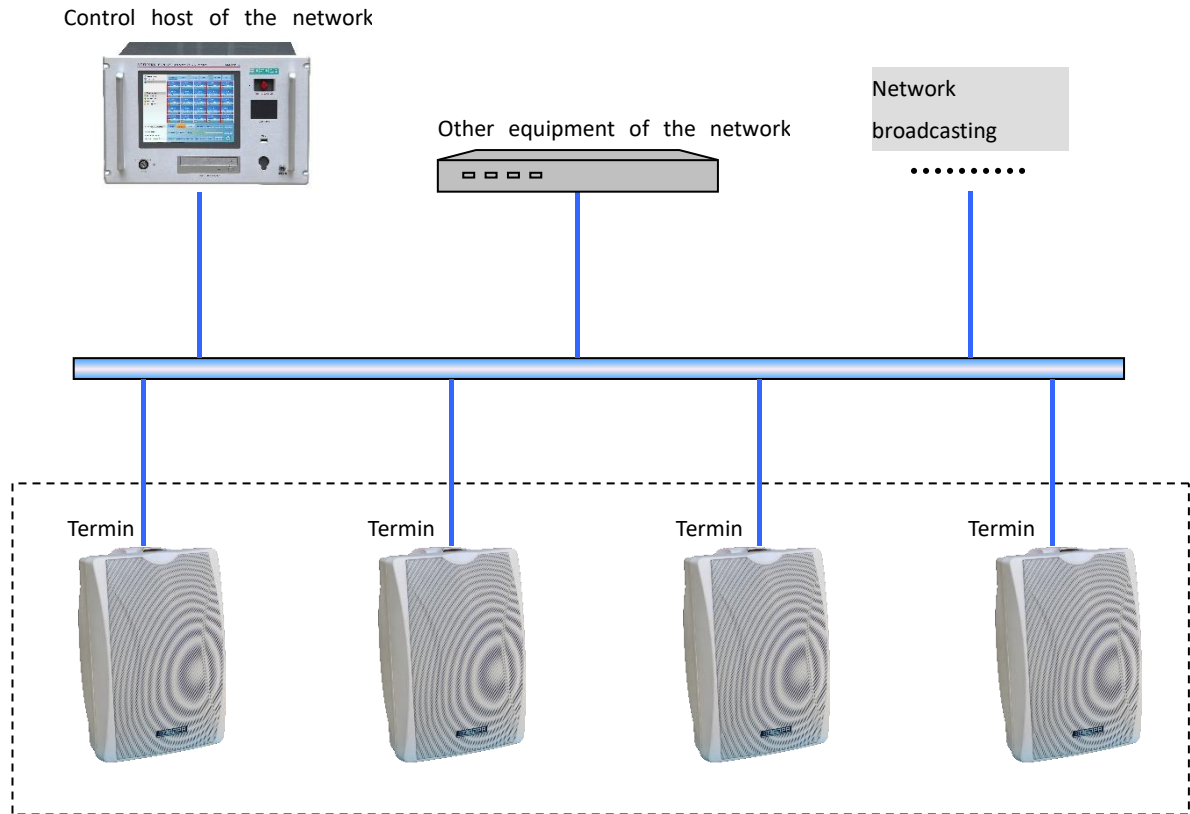 Control host of the network
Other equipment of the network
Network
broadcasting
Termin
Termin
Termin
Termin